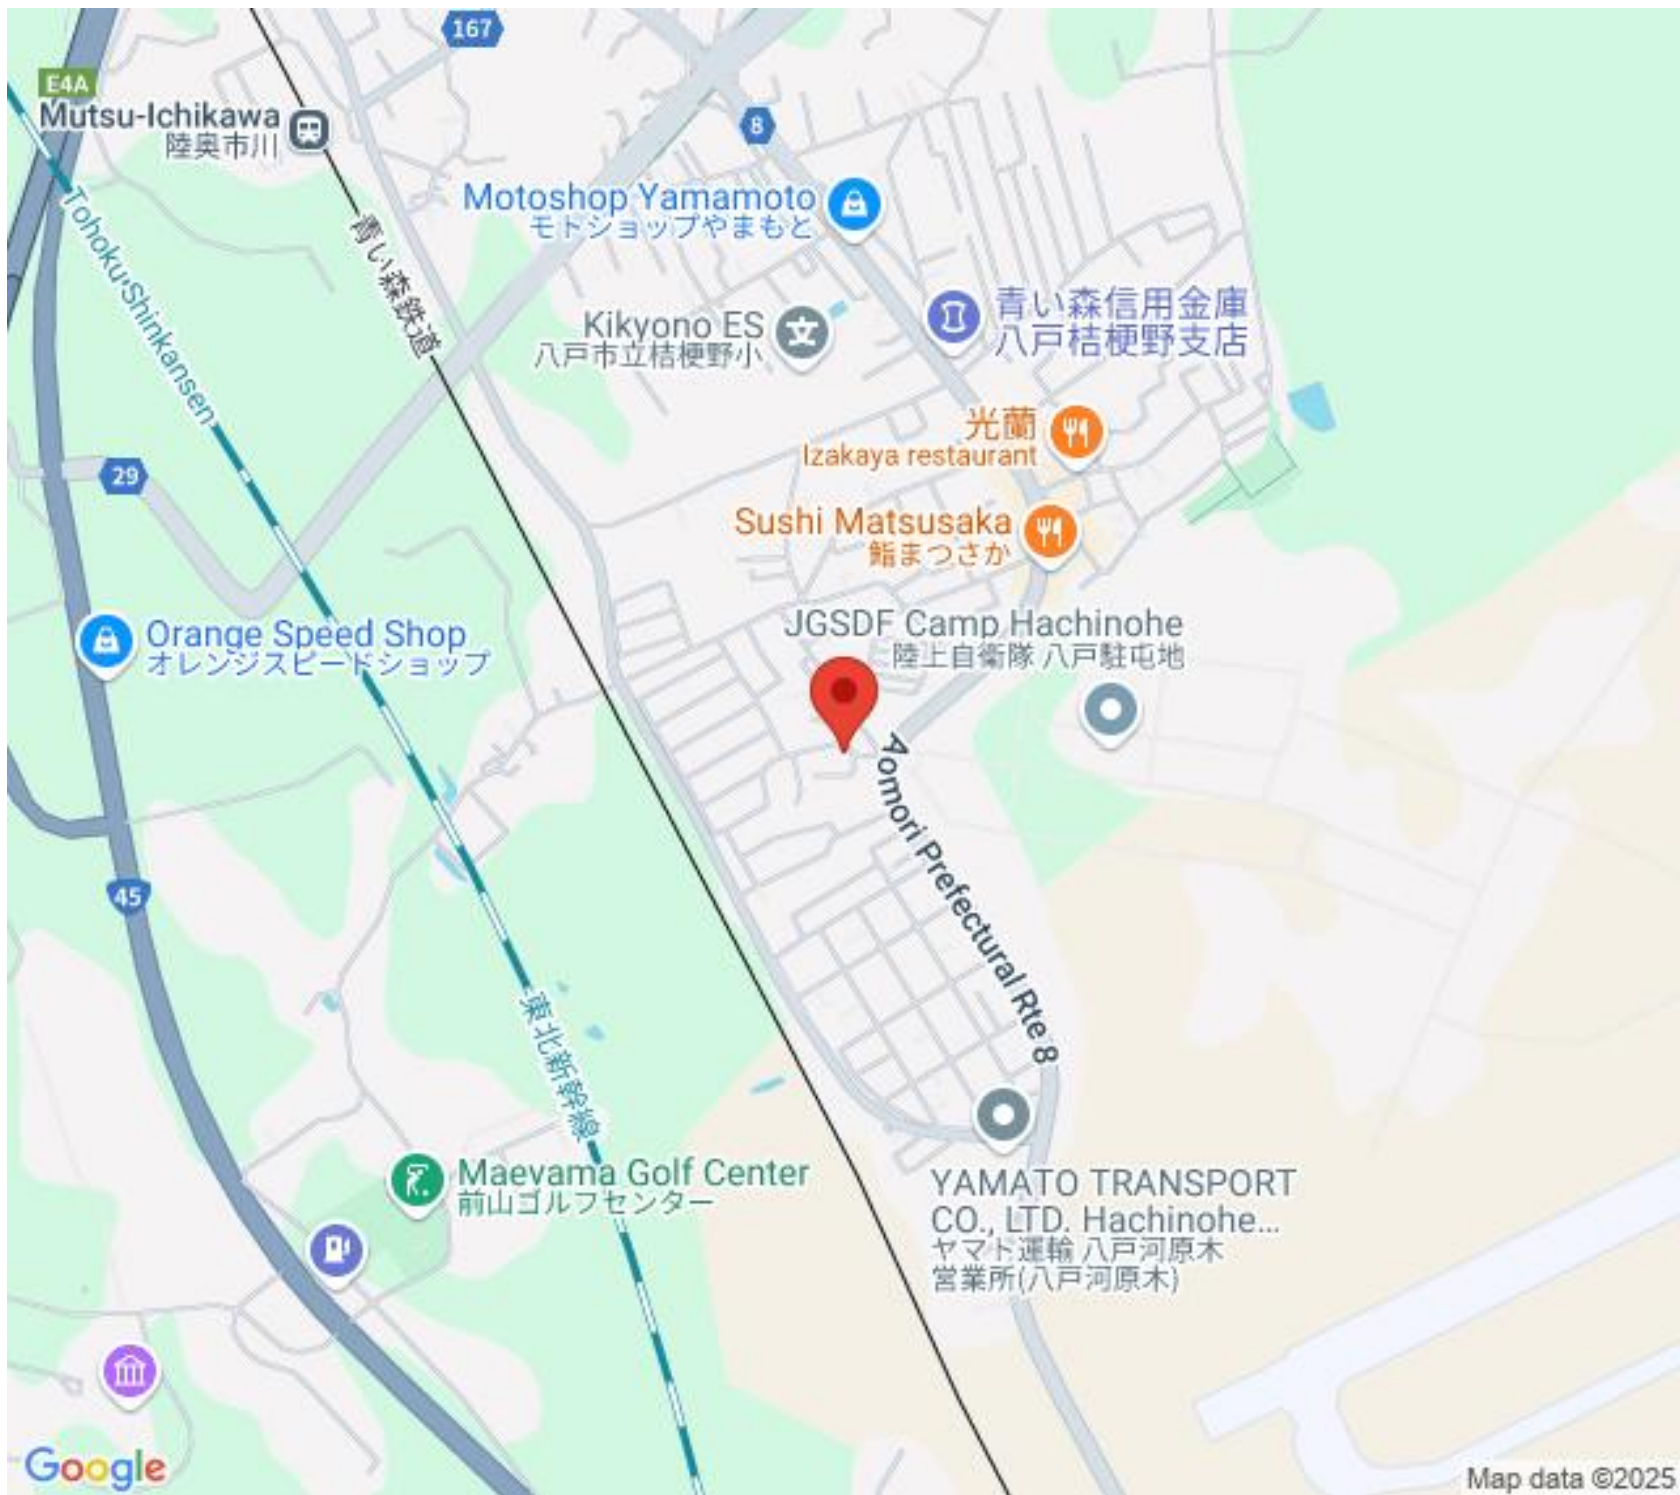 167
E4A
Mutsu-Ichikawa
陸奥市川
8
Tohoku Shinkansen
青い森鉄道
Motoshop Yamamoto
モトショップやまもと
Kikyono ES
八戸市立桔梗野小
文
青い森信用金庫
八戸桔梗野支店
光蘭
Izakaya restaurant
29
Sushi Matsusaka
鮨まつさか
Orange Speed Shop
オレンジスピードショップ
JGSDF Camp Hachinohe
陸上自衛隊 八戸駐屯地
Aomori Prefectural Rte 8
45
東北新幹線
Maeyama Golf Center
前山ゴルフセンター
YAMATO TRANSPORT
CO., LTD. Hachinohe...
ヤマト運輸 八戸河原木
営業所(八戸河原木)
Google
Map data ©2025